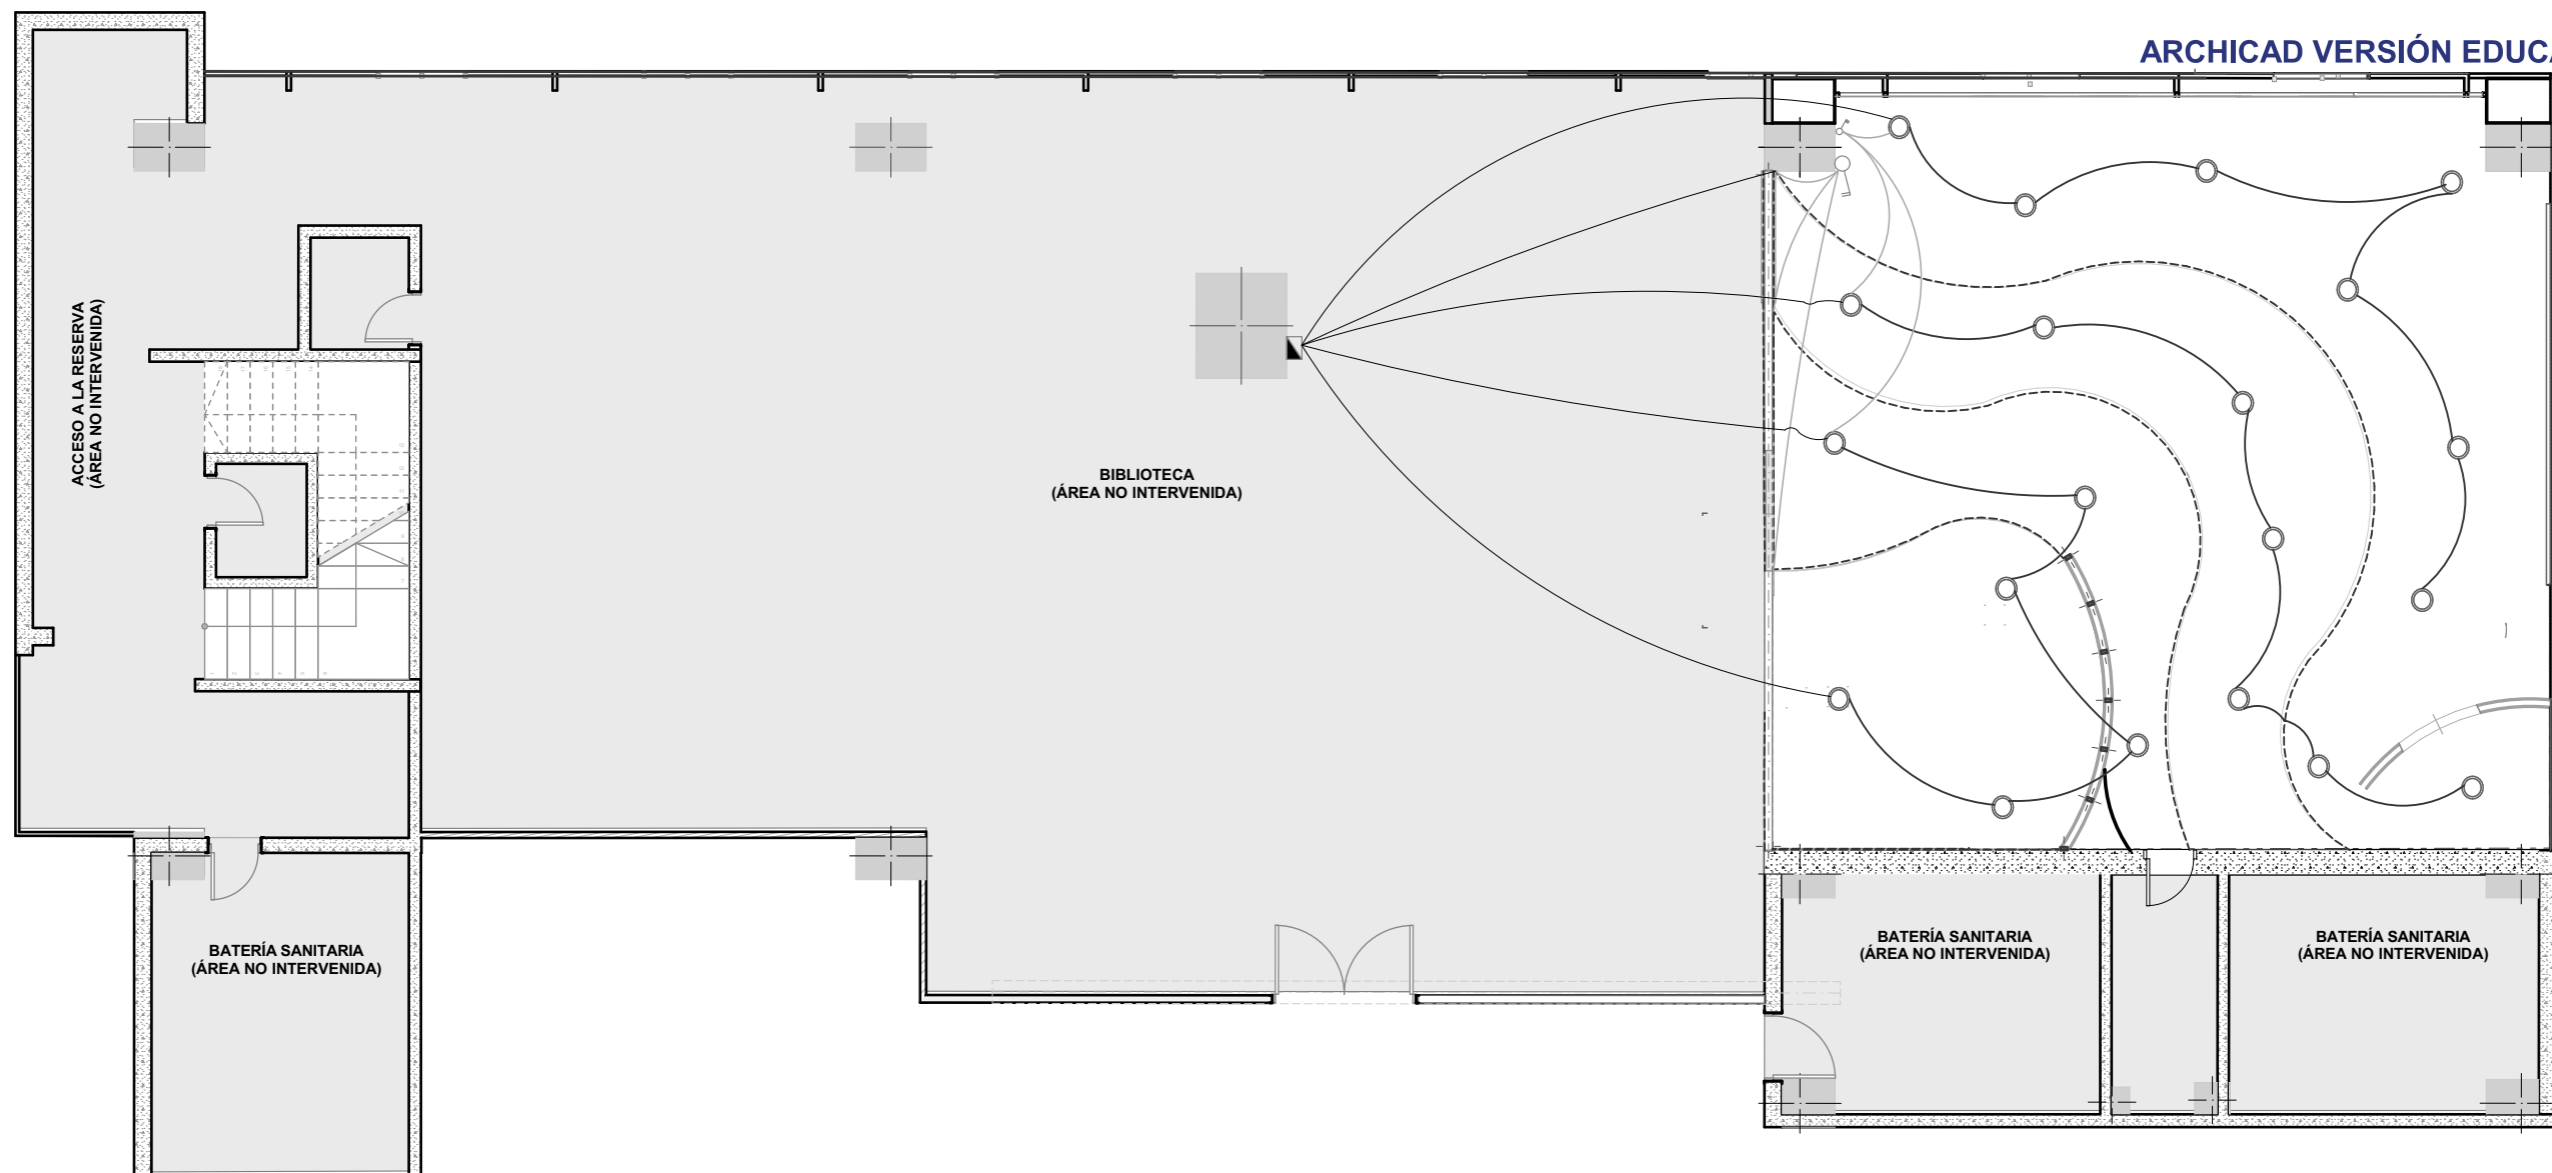 ARCHICAD VERSIÓN EDUCA
ACCESO A LA RESERVA
(ÁREA NO INTERVENIDA)
BIBLIOTECA
(ÁREA NO INTERVENIDA)
BATERÍA SANITARIA
(ÁREA NO INTERVENIDA)
BATERÍA SANITARIA
(ÁREA NO INTERVENIDA)
BATERÍA SANITARIA
(ÁREA NO INTERVENIDA)